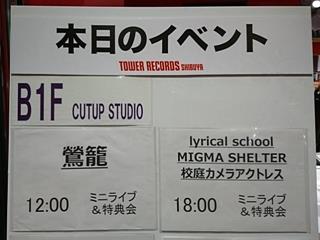 本日のイベント
TOWER RECORDS SHIBUYA
B1F CUTUP STUDIO
鶯籠
12:00 ミニライブ
&特典会
lyrical school
MIGMA SHELTER
校庭カメラアクトレス
18:00 ミニライブ
&特典会